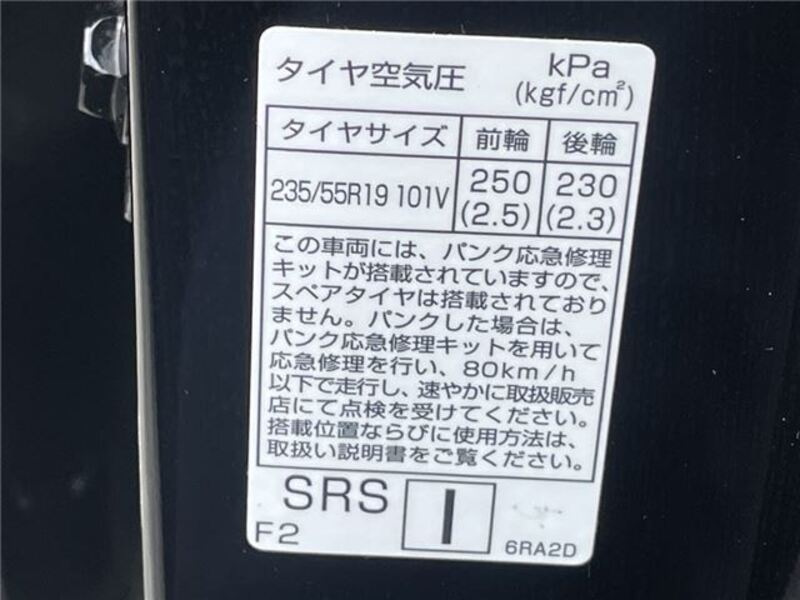 タイヤ空気圧 kPa
(kgf/cm²)
タイヤサイズ 前輪 後輪
235/55R19 101V 250 230
(2.5) (2.3)
この車両には、パンク応急修理
キットが搭載されていますので、
スペアタイヤは搭載されており
ません。パンクした場合は、
パンク応急修理キットを用いて
応急修理を行い、80km/h
以下で走行し、速やかに取扱販売
店にて点検を受けてください。
搭載位置ならびに使用方法は、
取扱い説明書をご覧ください。
SRS I
F2 6RA2D